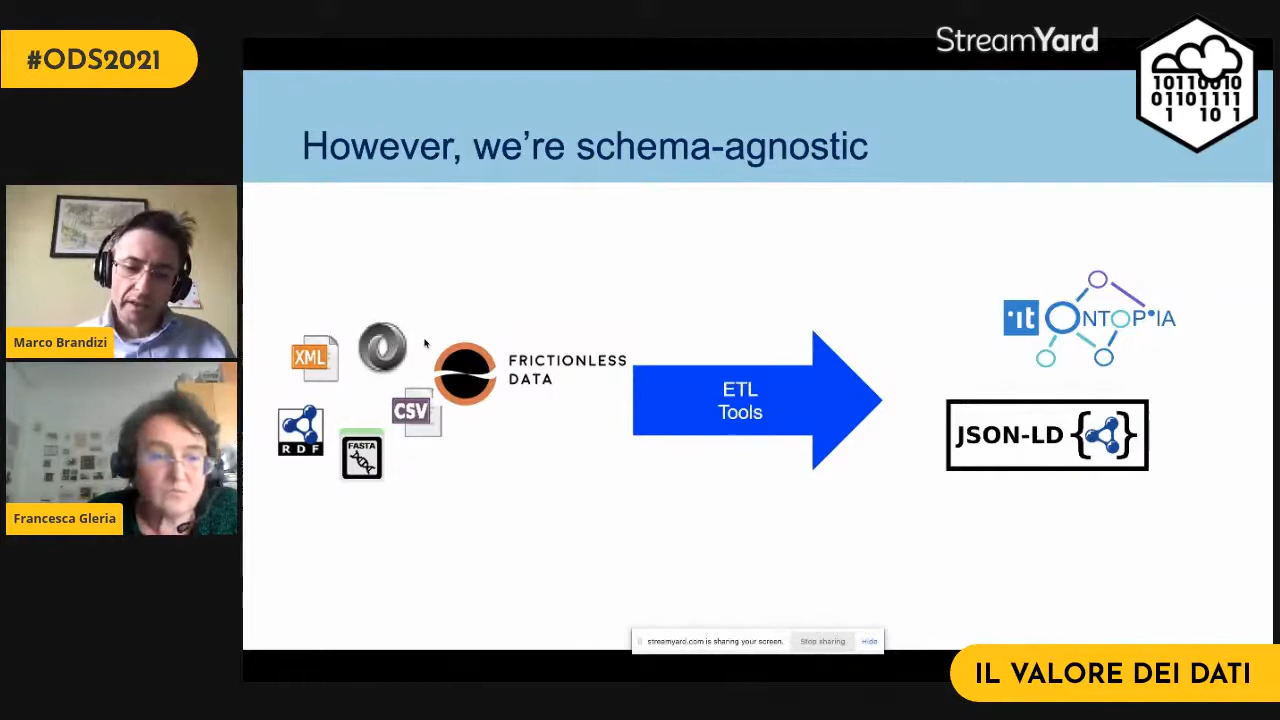 #ODS2021
StreamYard
10110010
01101111
1 10 1
However, we're schema-agnostic
Marco Brandizi
Francesca Gleria
XML
RDF
FASTA
CSV
FRICTIONLESS
DATA
ETL
Tools
·it
ONTOPIA
JSON-LD {}
streamyard.com is sharing your screen.
Stop sharing
Hide
IL VALORE DEI DATI